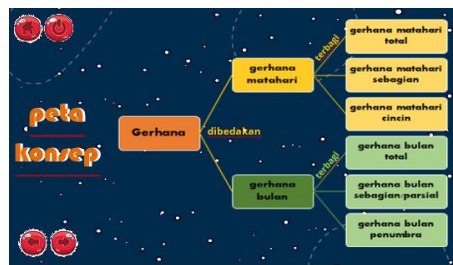 peta
konsep
Gerhana
dibedakan
gerhana
matahari
terbagi
gerhana matahari
total
gerhana matahari
sebagian
gerhana matahari
cincin
gerhana
bulan
terbagi
gerhana bulan
total
gerhana bulan
sebagian/parsial
gerhana bulan
penumbra